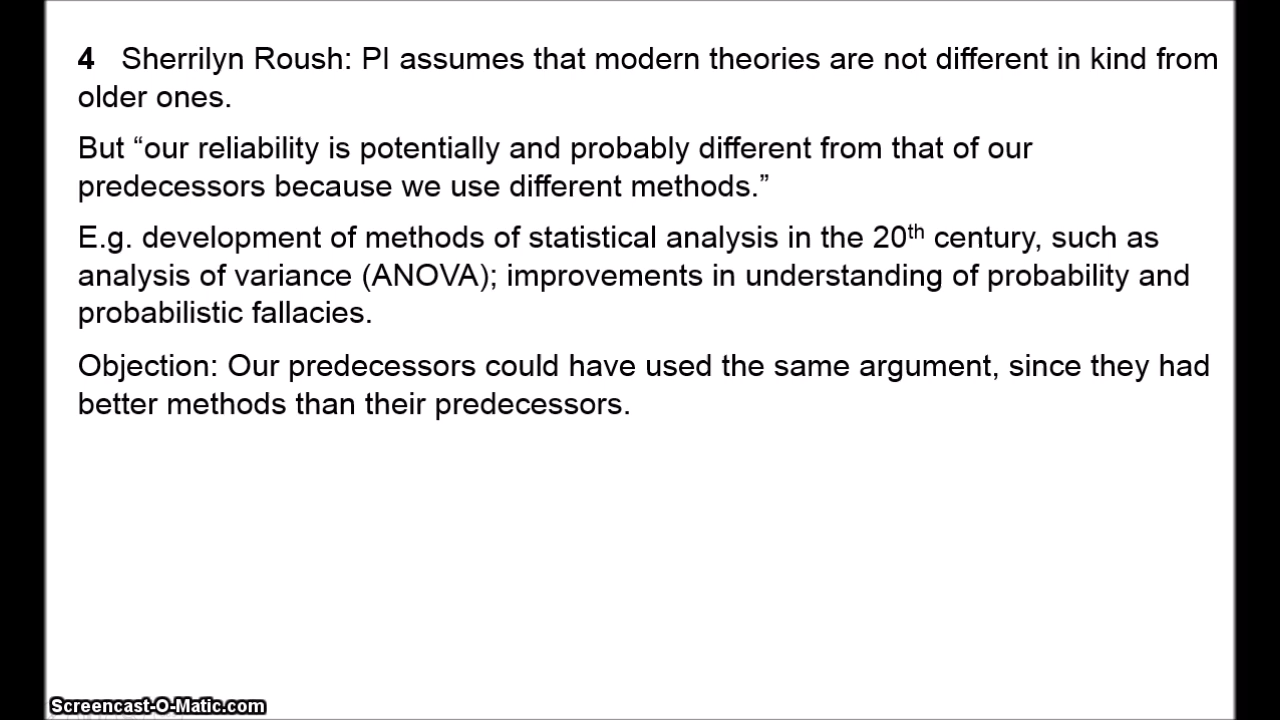 4 Sherrilyn Roush: PI assumes that modern theories are not different in kind from
older ones.
But “our reliability is potentially and probably different from that of our
predecessors because we use different methods.”
E.g. development of methods of statistical analysis in the 20th century, such as
analysis of variance (ANOVA); improvements in understanding of probability and
probabilistic fallacies.
Objection: Our predecessors could have used the same argument, since they had
better methods than their predecessors.
Screencast-O-Matic.com